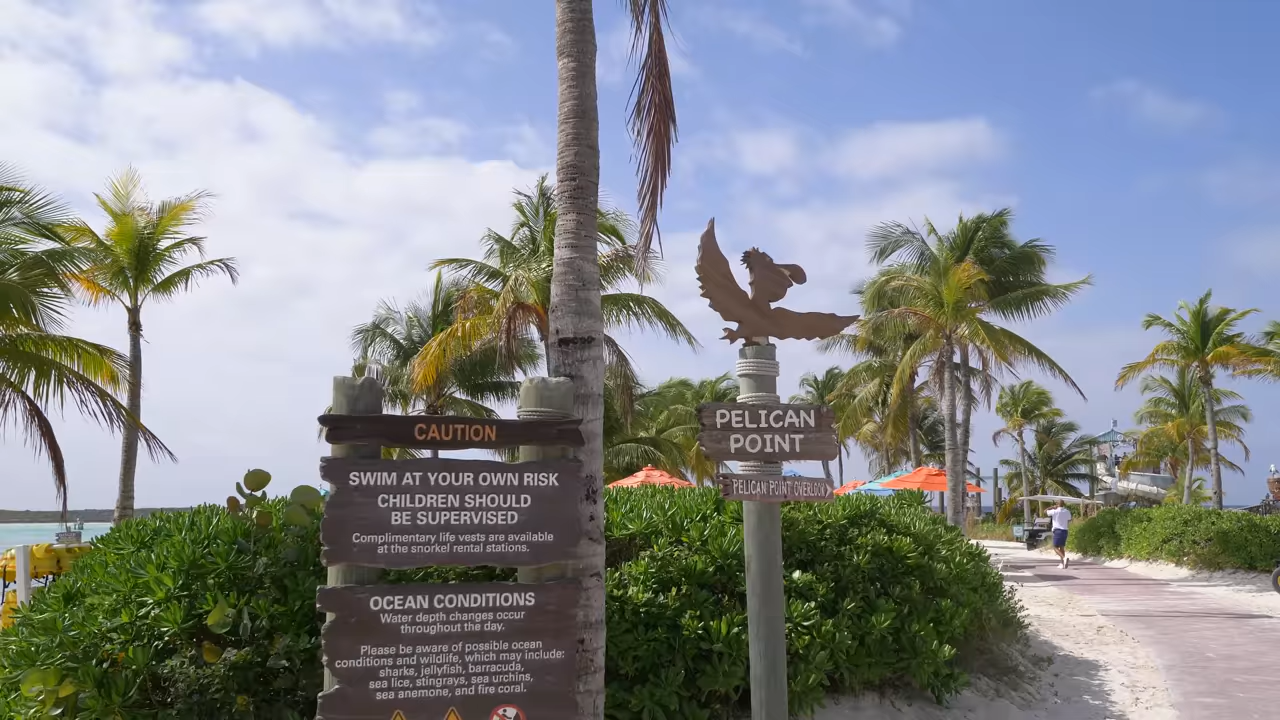 CAUTION
SWIM AT YOUR OWN RISK
CHILDREN SHOULD
BE SUPERVISED
Complimentary life vests are available
at the snorkel rental stations.
OCEAN CONDITIONS
Water depth changes occur
throughout the day.
Please be aware of possible ocean
conditions and wildlife, which may include:
sharks, jellyfish, barracuda,
sea lice, stingrays, sea urchins,
sea anemone, and fire coral.
PELICAN
POINT
PELICAN POINT OVERLOOK